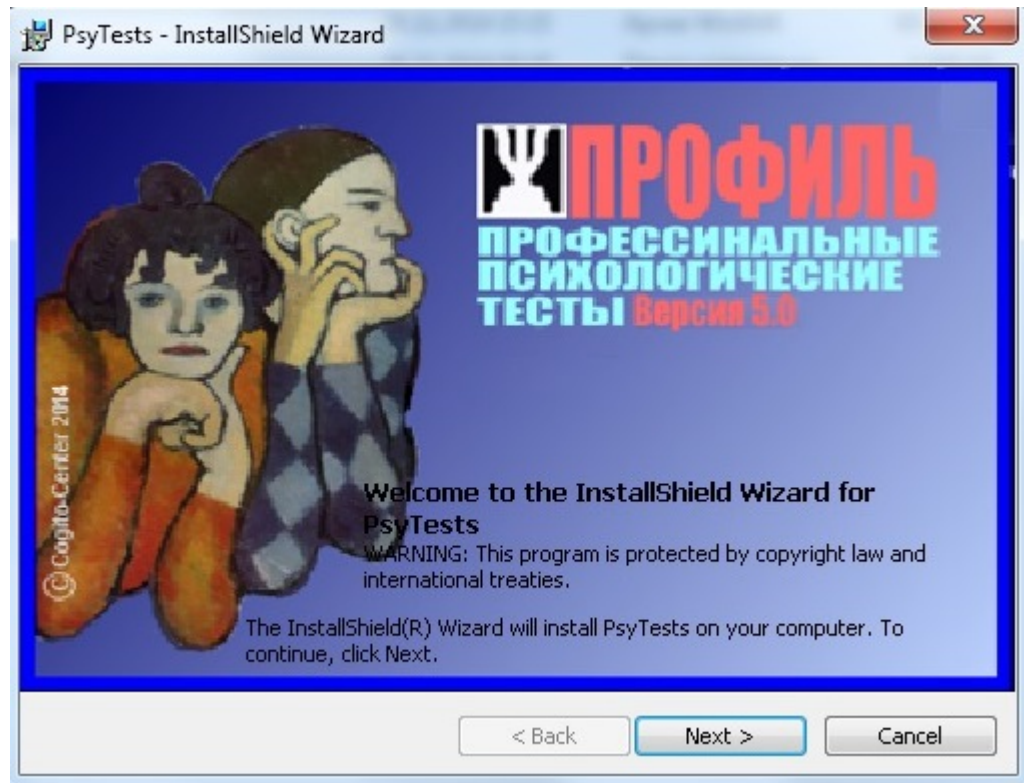 PsyTests - InstallShield Wizard
ПРОФИЛЬ
ПРОФЕССИНАЛЬНЫЕ
ПСИХОЛОГИЧЕСКИЕ
ТЕСТЫ Версия 5.0
© Cogito-Center 2014
Welcome to the InstallShield Wizard for
PsyTests
WARNING: This program is protected by copyright law and
international treaties.
The InstallShield(R) Wizard will install PsyTests on your computer. To
continue, click Next.
< Back
Next >
Cancel